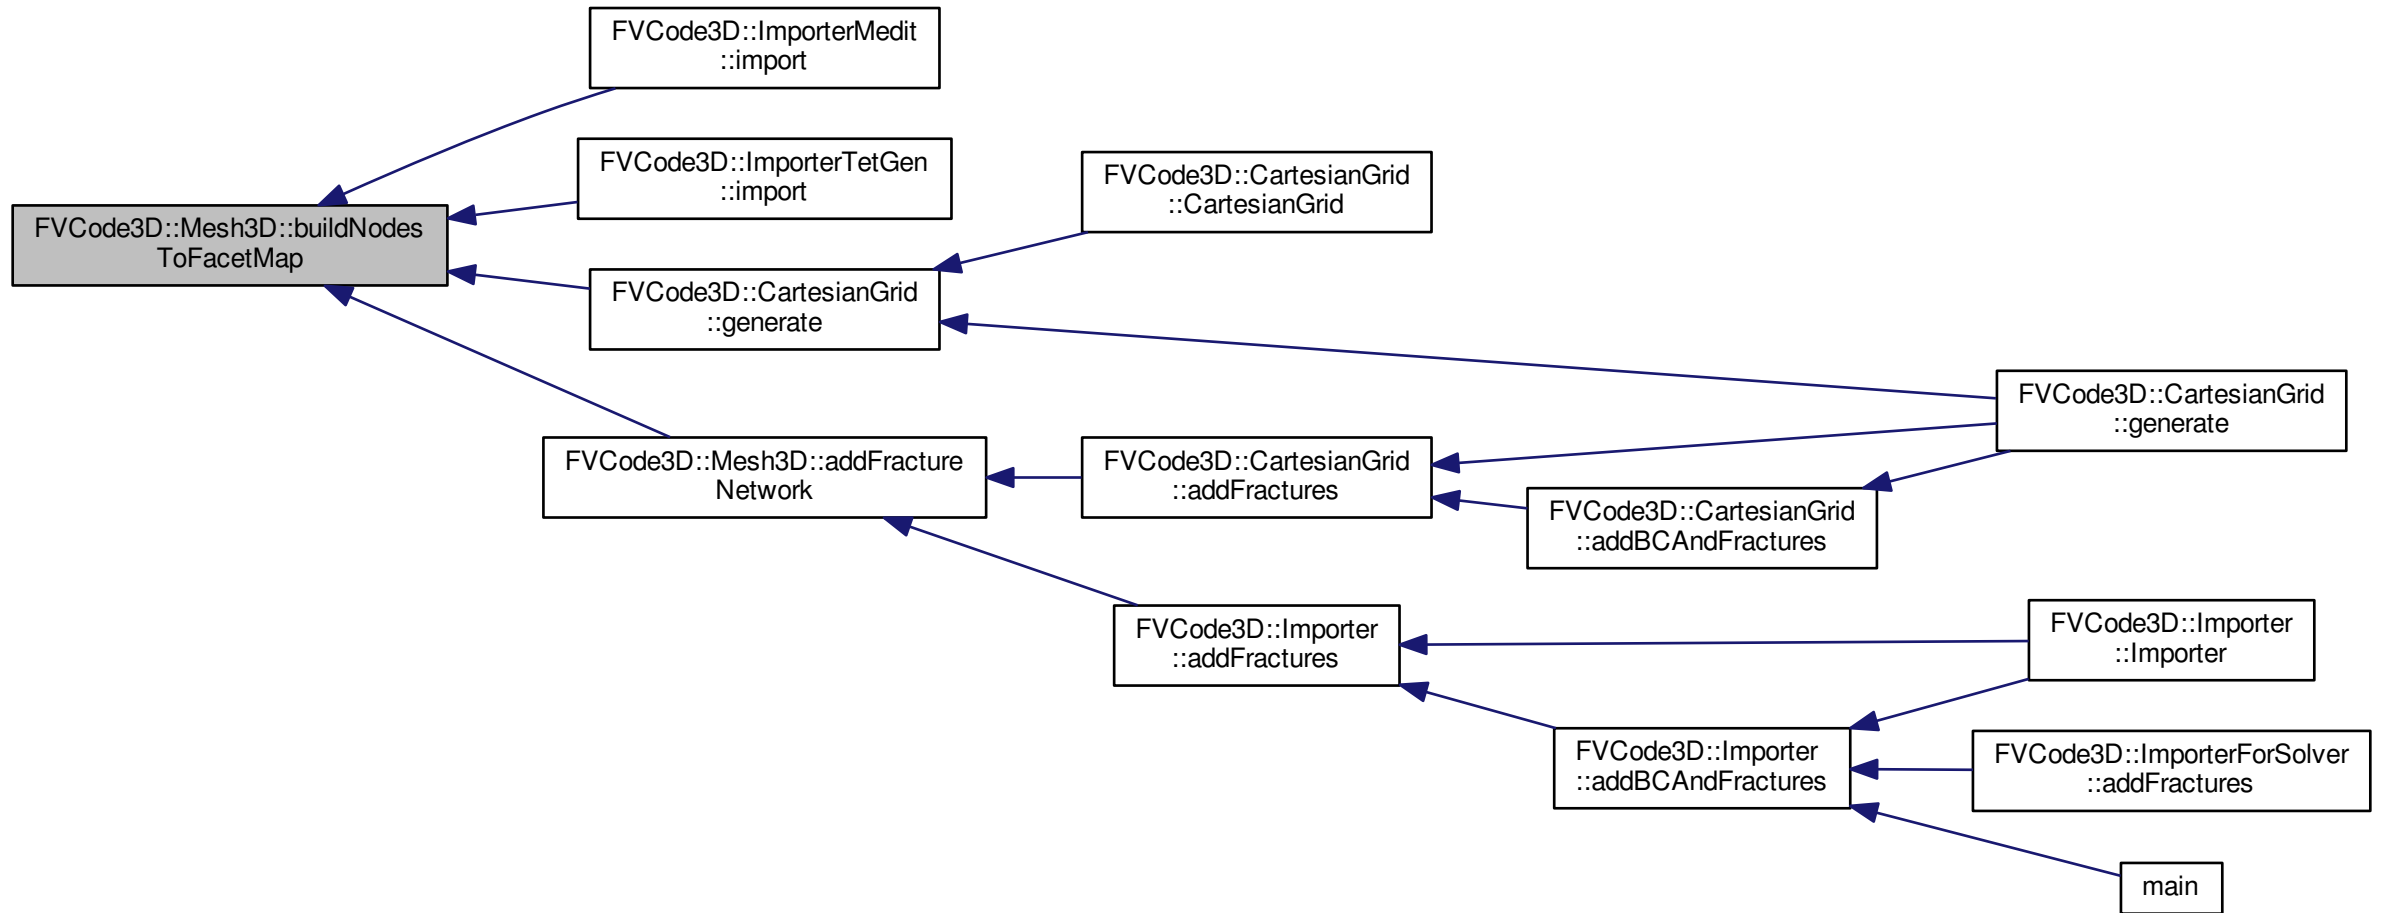 FVCode3D::ImporterMedit
::import
FVCode3D::ImporterTetGen
::import
FVCode3D::CartesianGrid
::CartesianGrid
FVCode3D::Mesh3D::buildNodes
ToFacetMap
FVCode3D::CartesianGrid
::generate
FVCode3D::CartesianGrid
::generate
FVCode3D::Mesh3D::addFracture
Network
FVCode3D::CartesianGrid
::addFractures
FVCode3D::CartesianGrid
::addBCAndFractures
FVCode3D::Importer
::addFractures
FVCode3D::Importer
::Importer
FVCode3D::Importer
::addBCAndFractures
FVCode3D::ImporterForSolver
::addFractures
main